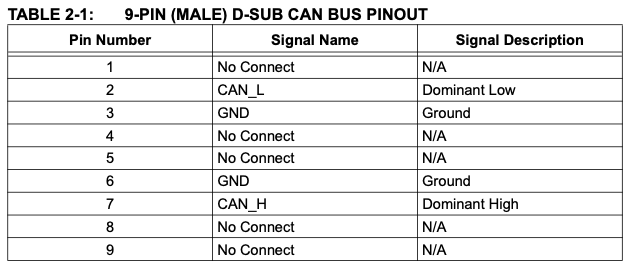 TABLE 2-1: 9-PIN (MALE) D-SUB CAN BUS PINOUT
Pin Number Signal Name Signal Description
1 No Connect N/A
2 CAN_L Dominant Low
3 GND Ground
4 No Connect N/A
5 No Connect N/A
6 GND Ground
7 CAN_H Dominant High
8 No Connect N/A
9 No Connect N/A